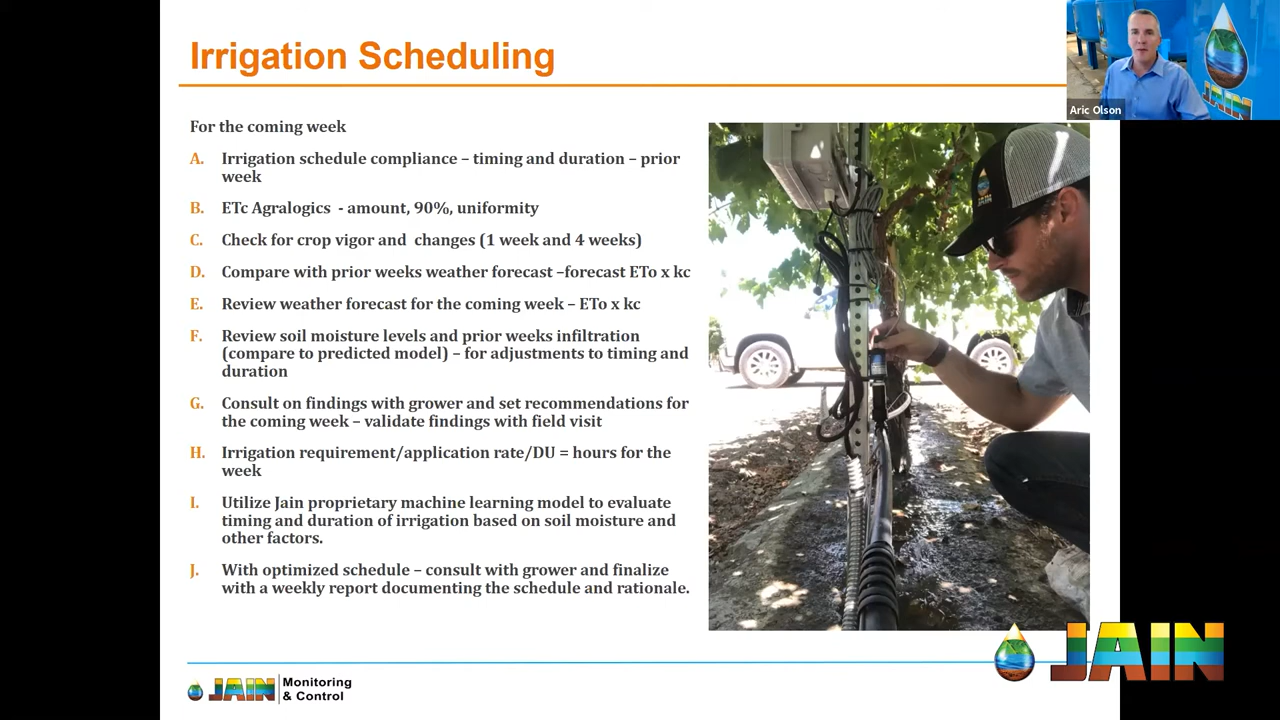 Irrigation Scheduling
Aric Olson
JAIN
For the coming week
A. Irrigation schedule compliance – timing and duration – prior
week
B. ETc Agralogics - amount, 90%, uniformity
C. Check for crop vigor and changes (1 week and 4 weeks)
D. Compare with prior weeks weather forecast –forecast ETo x kc
E. Review weather forecast for the coming week – ETo x kc
F. Review soil moisture levels and prior weeks infiltration
(compare to predicted model) – for adjustments to timing and
duration
G. Consult on findings with grower and set recommendations for
the coming week – validate findings with field visit
H. Irrigation requirement/application rate/DU = hours for the
week
I. Utilize Jain proprietary machine learning model to evaluate
timing and duration of irrigation based on soil moisture and
other factors.
J. With optimized schedule – consult with grower and finalize
with a weekly report documenting the schedule and rationale.
JAIN
JAIN
JAIN
Monitoring
& Control